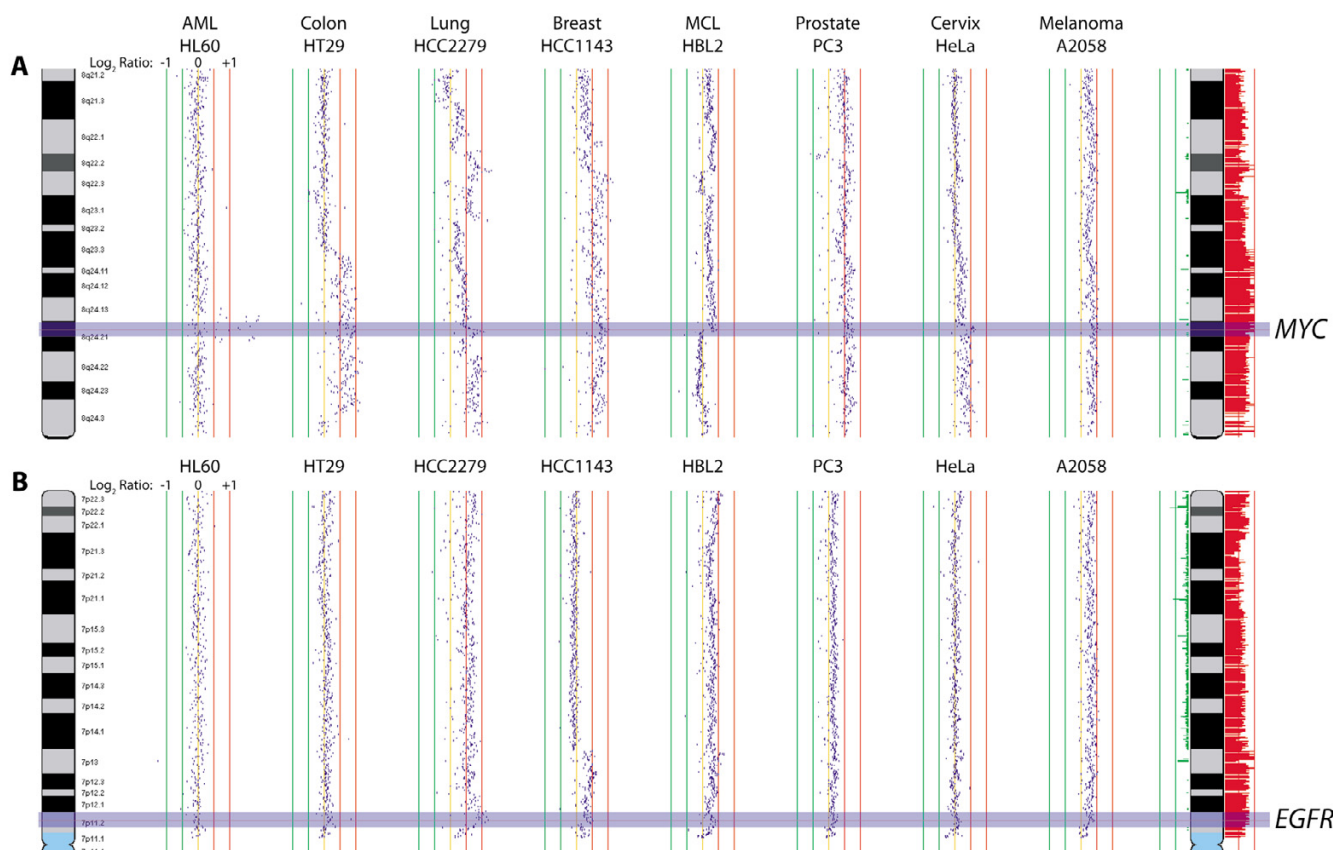 AML Colon Lung Breast MCL Prostate Cervix Melanoma
HL60 HT29 HCC2279 HCC1143 HBL2 PC3 HeLa A2058
A
Log2 Ratio: -1 0 +1
8q21.2
8q21.3
8q22.1
8q22.2
8q22.3
8q23.1
8q23.2
8q23.3
8q24.11
8q24.12
8q24.13
MYC
8q24.21
8q24.22
8q24.23
8q24.3
HL60 HT29 HCC2279 HCC1143 HBL2 PC3 HeLa A2058
B
Log2 Ratio: -1 0 +1
7p22.3
7p22.2
7p22.1
7p21.3
7p21.2
7p21.1
7p15.3
7p15.2
7p15.1
7p14.3
7p14.2
7p14.1
7p13
7p12.3
7p12.2
7p12.1
7p11.2 EGFR
7p11.1